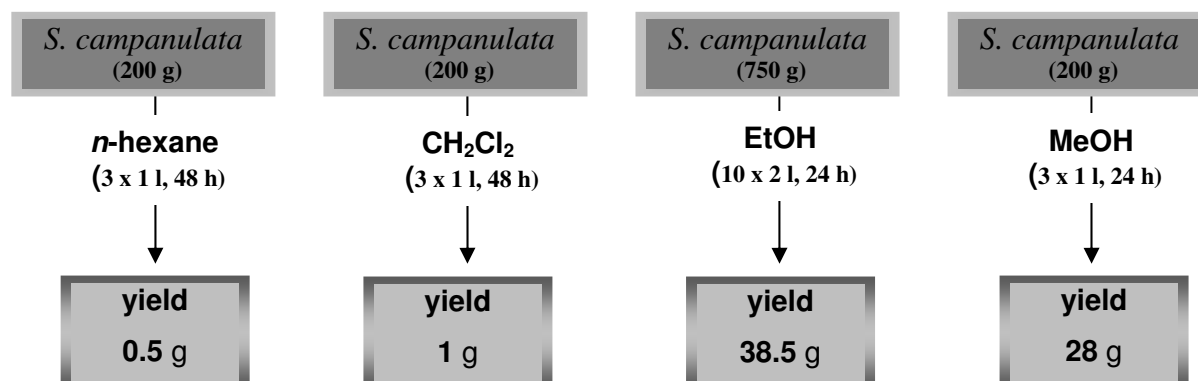 S. campanulata
(200 g)
n-hexane
(3 x 1 l, 48 h)
yield
0.5 g
S. campanulata
(200 g)
CH₂Cl₂
(3 x 1 l, 48 h)
yield
1 g
S. campanulata
(750 g)
EtOH
(10 x 2 l, 24 h)
yield
38.5 g
S. campanulata
(200 g)
MeOH
(3 x 1 l, 24 h)
yield
28 g